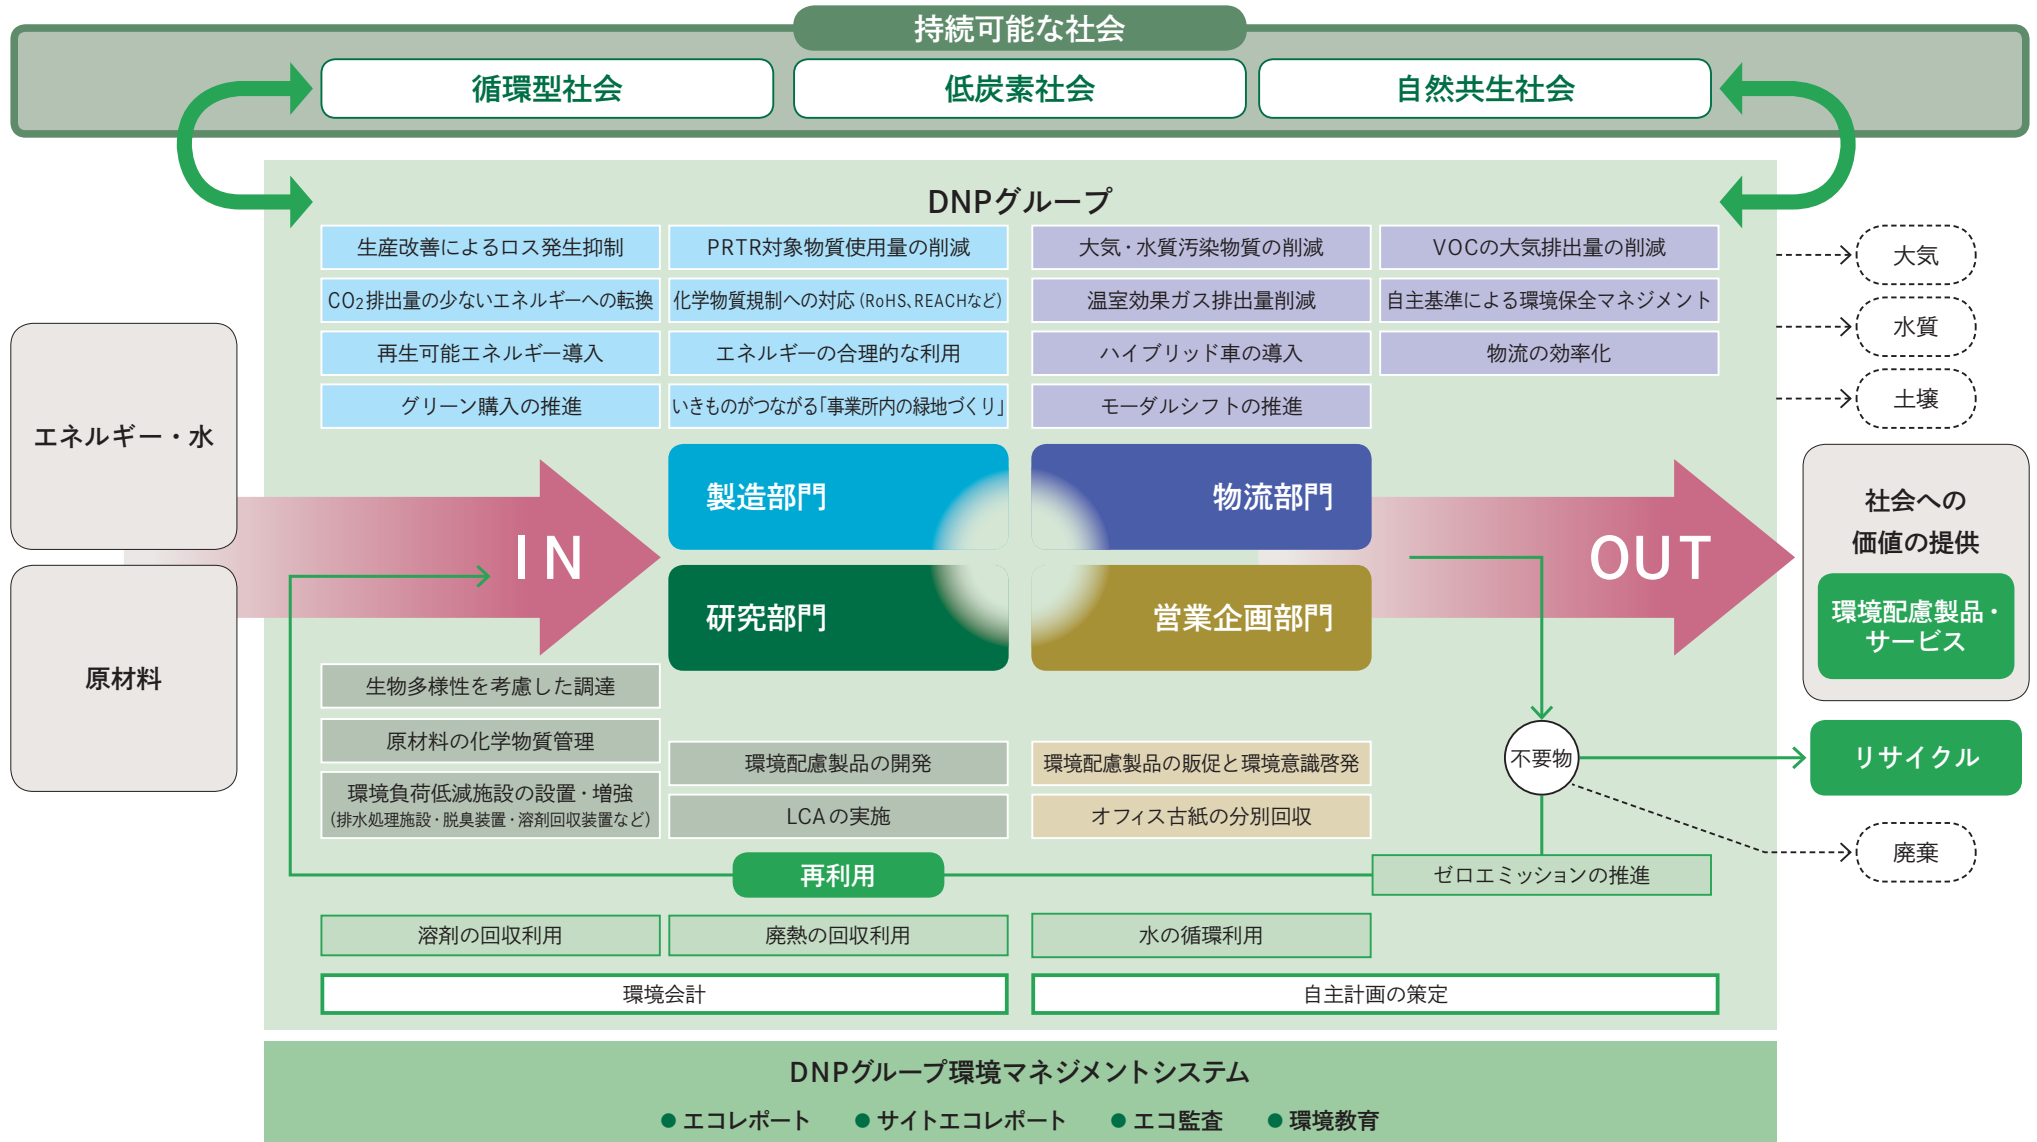 持続可能な社会
循環型社会
低炭素社会
自然共生社会
DNPグループ
生産改善によるロス発生抑制
PRTR対象物質使用量の削減
大気・水質汚染物質の削減
VOCの大気排出量の削減
CO2排出量の少ないエネルギーへの転換
化学物質規制への対応(RoHS、REACHなど)
温室効果ガス排出量削減
自主基準による環境保全マネジメント
再生可能エネルギー導入
エネルギーの合理的な利用
ハイブリッド車の導入
物流の効率化
グリーン購入の推進
いきものがつながる「事業所内の緑地づくり」
モーダルシフトの推進
大気
水質
土壌
エネルギー・水
原材料
IN
製造部門
物流部門
研究部門
営業企画部門
OUT
社会への
価値の提供
環境配慮製品・
サービス
生物多様性を考慮した調達
原材料の化学物質管理
環境負荷低減施設の設置・増強
(排水処理施設・脱臭装置・溶剤回収装置など)
環境配慮製品の開発
LCAの実施
環境配慮製品の販促と環境意識啓発
オフィス古紙の分別回収
不要物
リサイクル
廃棄
再利用
ゼロエミッションの推進
溶剤の回収利用
廃熱の回収利用
水の循環利用
環境会計
自主計画の策定
DNPグループ環境マネジメントシステム
●エコレポート ●サイトエコレポート ●エコ監査 ●環境教育